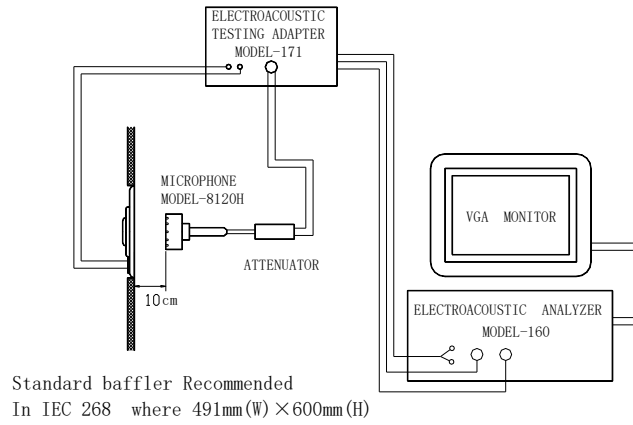 ELECTROACOUSTIC
TESTING ADAPTER
MODEL-171
MICROPHONE
MODEL-8120H
ATTENUATOR
10cm
VGA MONITOR
ELECTROACOUSTIC ANALYZER
MODEL-160
Standard baffler Recommended
In IEC 268 where 491mm(W)×600mm(H)